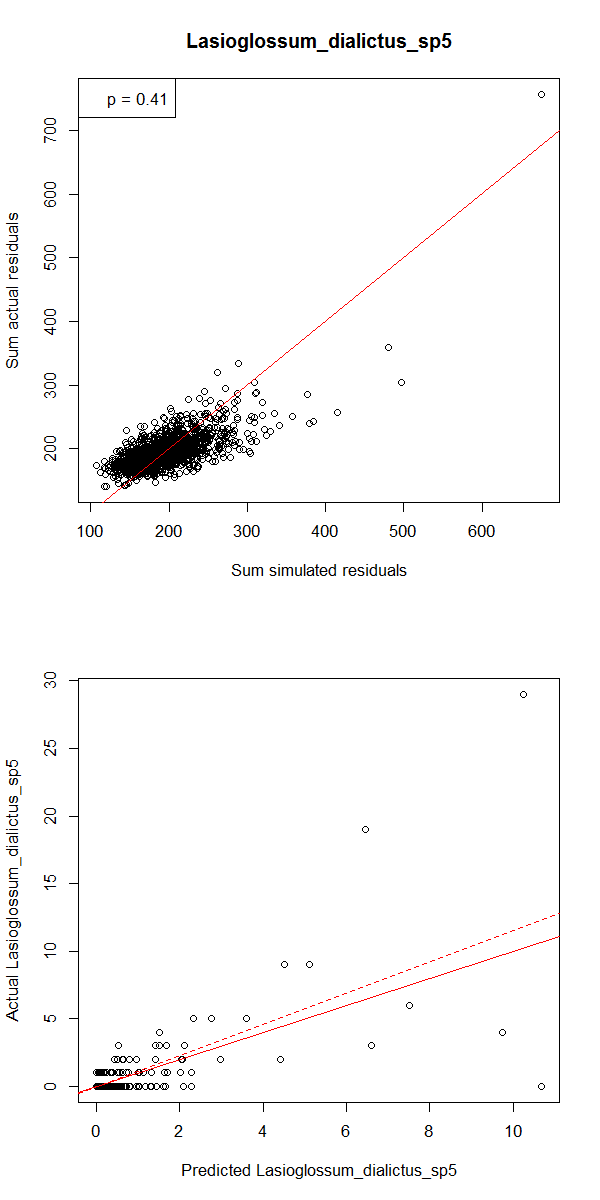 Lasioglossum_dialictus_sp5
p = 0.41
Sum actual residuals
700
600
500
400
300
200
100 200 300 400 500 600
Sum simulated residuals
Actual Lasioglossum_dialictus_sp5
30
25
20
15
10
5
0
0 2 4 6 8 10
Predicted Lasioglossum_dialictus_sp5